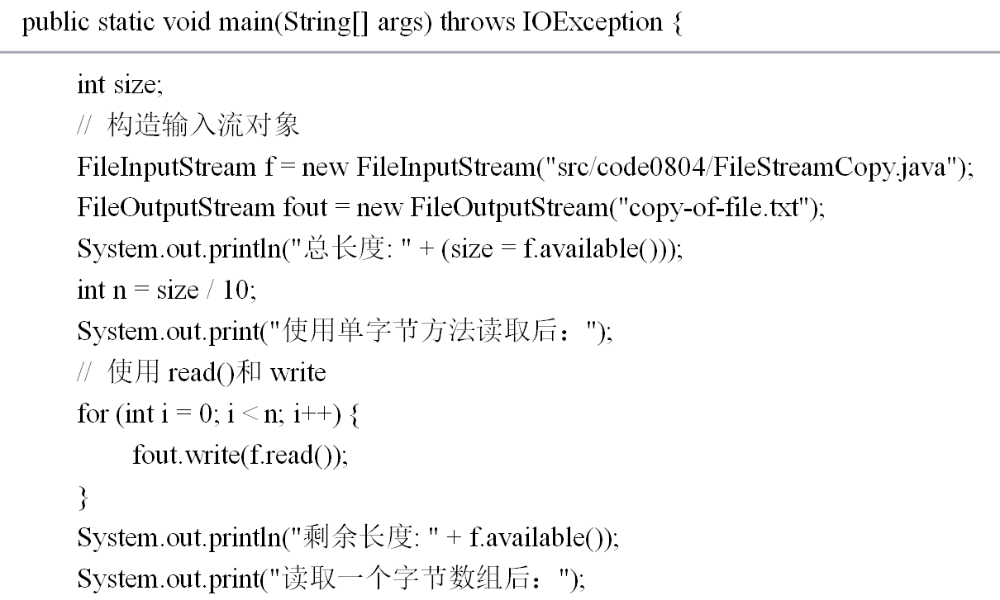 public static void main(String[] args) throws IOException {
int size;
// 构造输入流对象
FileInputStream f = new FileInputStream("src/code0804/FileStreamCopy.java");
FileOutputStream fout = new FileOutputStream("copy-of-file.txt");
System.out.println("总长度: " + (size = f.available()));
int n = size / 10;
System.out.print("使用单字节方法读取后：");
// 使用 read()和 write
for (int i = 0; i < n; i++) {
fout.write(f.read());
}
System.out.println("剩余长度: " + f.available());
System.out.print("读取一个字节数组后：");